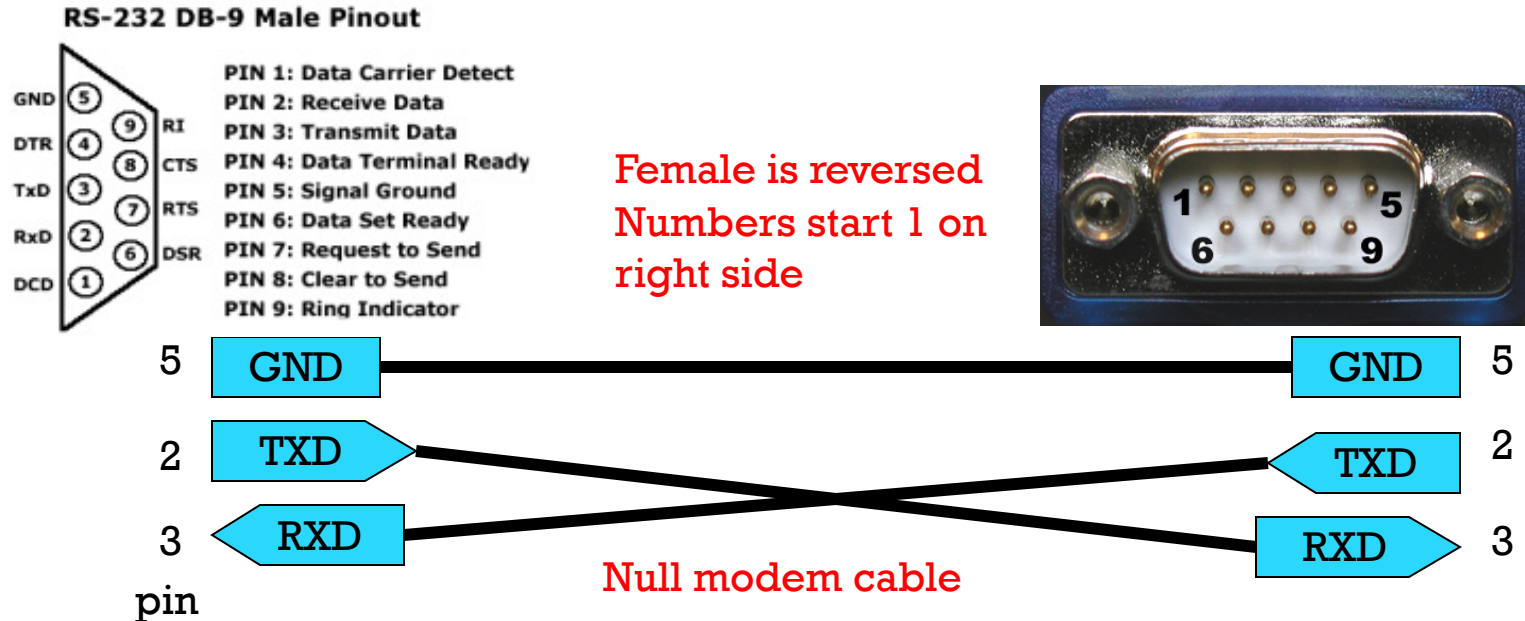 RS-232 DB-9 Male Pinout
GND 5
9 RI
DTR 4
8 CTS
TxD 3
7 RTS
RxD 2
6 DSR
DCD 1
PIN 1: Data Carrier Detect
PIN 2: Receive Data
PIN 3: Transmit Data
PIN 4: Data Terminal Ready
PIN 5: Signal Ground
PIN 6: Data Set Ready
PIN 7: Request to Send
PIN 8: Clear to Send
PIN 9: Ring Indicator
Female is reversed
Numbers start 1 on
right side
1 5
6 9
5 GND GND 5
2 TXD TXD 2
3 RXD RXD 3
Null modem cable
pin